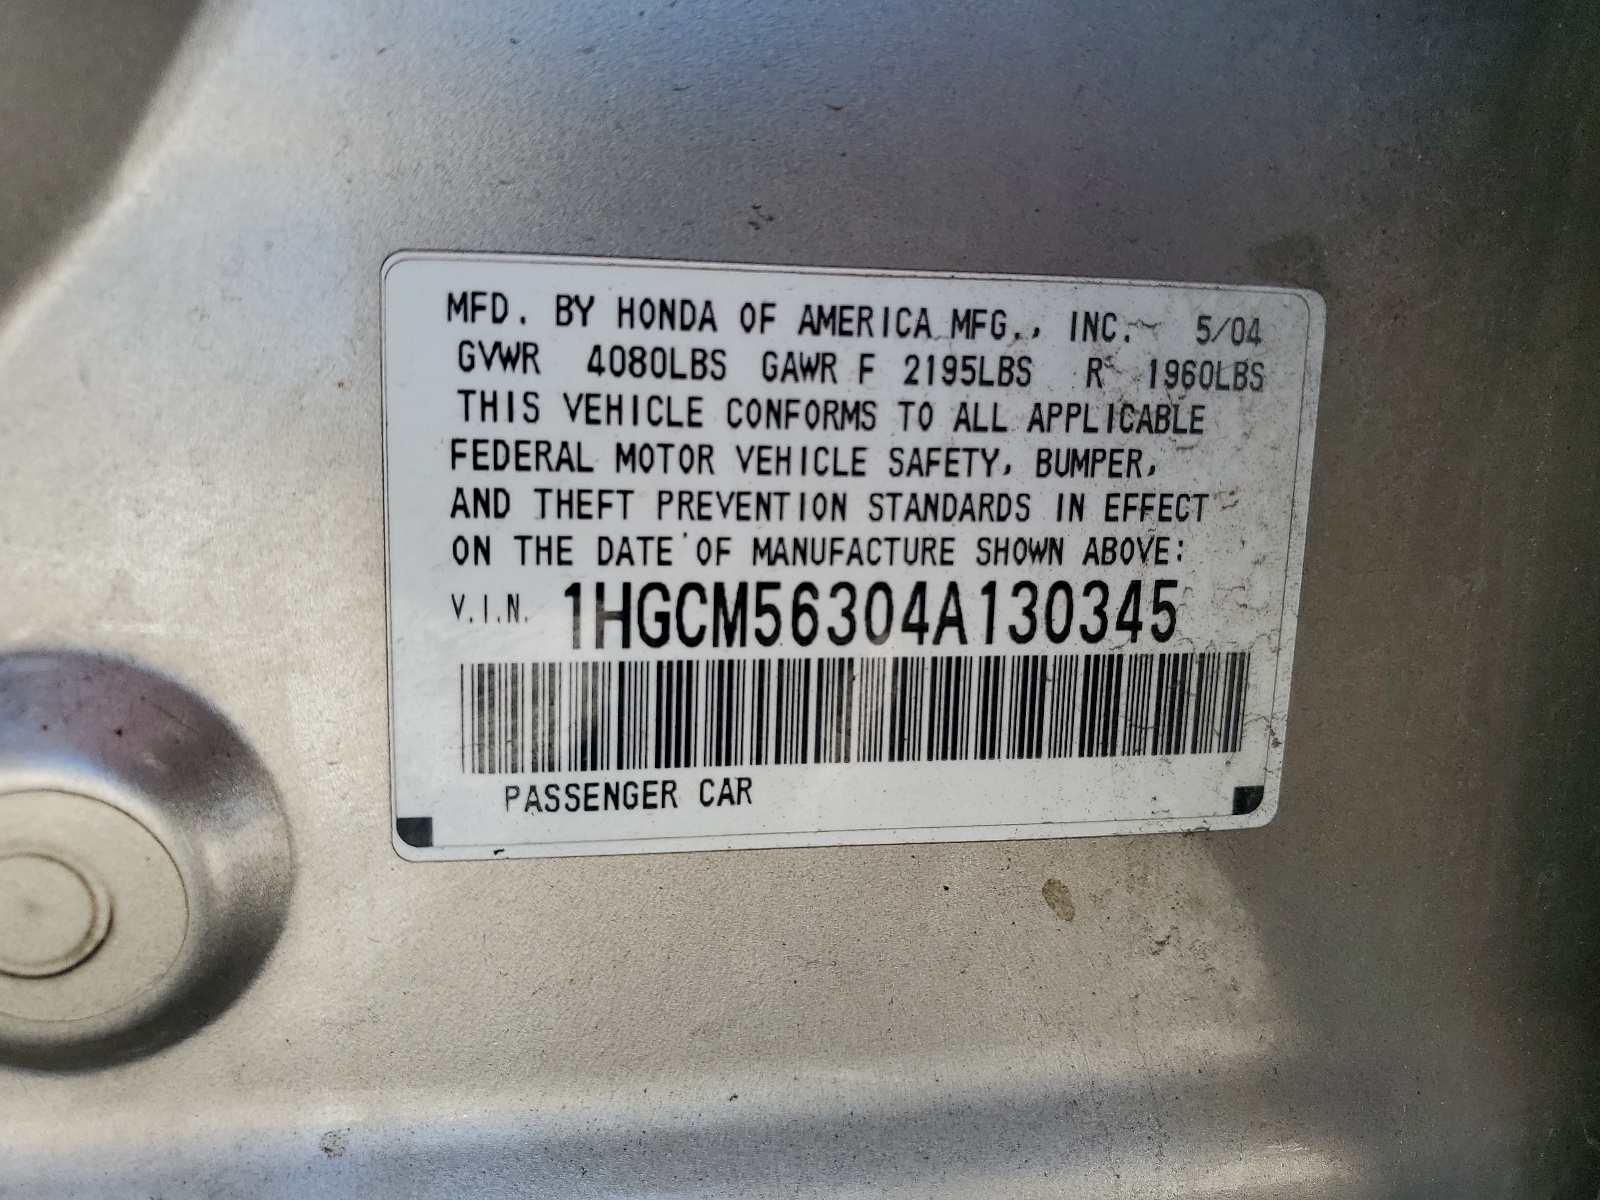 MFD. BY HONDA OF AMERICA MFG., INC. 5/04
GVWR 4080LBS GAWR F 2195LBS R 1960LBS
THIS VEHICLE CONFORMS TO ALL APPLICABLE
FEDERAL MOTOR VEHICLE SAFETY, BUMPER,
AND THEFT PREVENTION STANDARDS IN EFFECT
ON THE DATE OF MANUFACTURE SHOWN ABOVE:
V.I.N. 1HGCM56304A130345
PASSENGER CAR